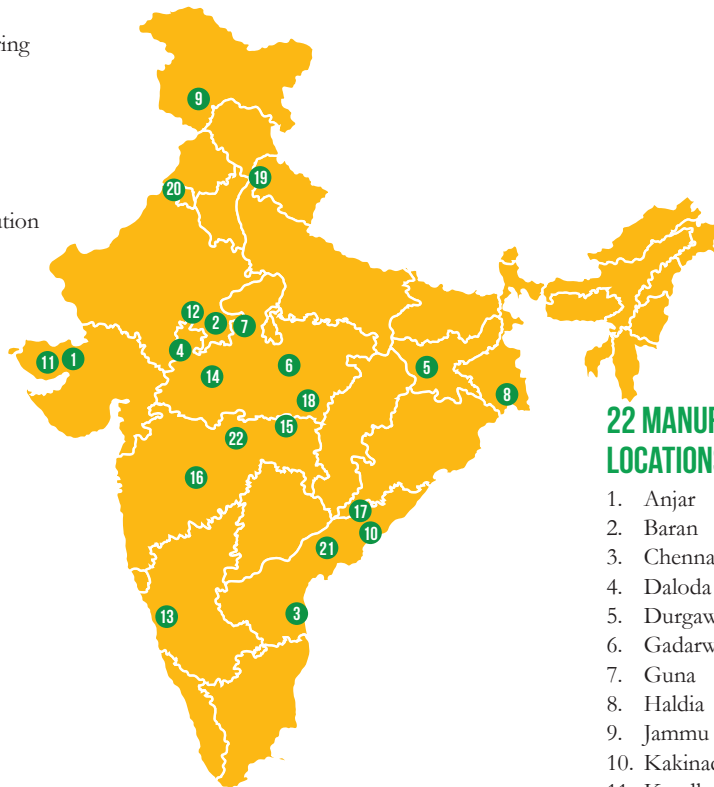 ring
ution
9
19
20
12
2
7
4
11
1
14
6
5
18
8
15
22
16
17
10
21
13
3
22 MANUF
LOCATION
1. Anjar
2. Baran
3. Chenna
4. Daloda
5. Durgaw
6. Gadarw
7. Guna
8. Haldia
9. Jammu
10. Kakinad